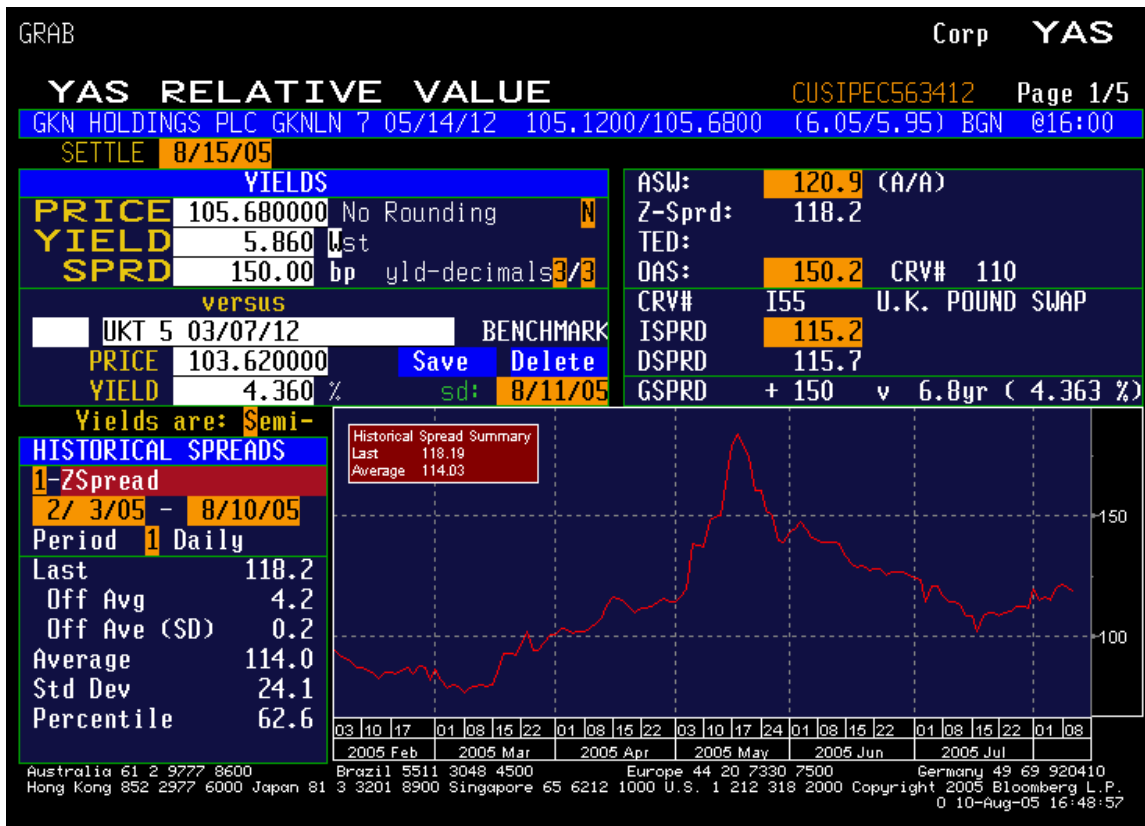 GRAB Corp YAS
YAS RELATIVE VALUE CUSIPEC563412 Page 1/5
GKN HOLDINGS PLC GKNLN 7 05/14/12 105.1200/105.6800 (6.05/5.95) BGN @16:00
SETTLE 8/15/05
YIELDS
PRICE 105.680000 No Rounding N
YIELD 5.860 Wst
SPRD 150.00 bp yld-decimals3/3
versus
UKT 5 03/07/12 BENCHMARK
PRICE 103.620000 Save Delete
YIELD 4.360 % sd: 8/11/05
Yields are: Semi-
ASW: 120.9 (A/A)
Z-Sprd: 118.2
TED:
OAS: 150.2 CRV# 110
CRV# I55 U.K. POUND SWAP
ISPRD 115.2
DSPRD 115.7
GSPRD + 150 v 6.8yr ( 4.363 %)
HISTORICAL SPREADS
1-ZSpread
2/ 3/05 - 8/10/05
Period 1 Daily
Last 118.2
Off Avg 4.2
Off Ave (SD) 0.2
Average 114.0
Std Dev 24.1
Percentile 62.6
Historical Spread Summary
Last 118.19
Average 114.03
150
100
03 10 17 01 08 15 22 01 08 15 22 03 10 17 24 01 08 15 22 01 08 15 22 01 08
2005 Feb 2005 Mar 2005 Apr 2005 May 2005 Jun 2005 Jul
Australia 61 2 9777 8600 Brazil 5511 3048 4500 Europe 44 20 7330 7500 Germany 49 69 920410
Hong Kong 852 2977 6000 Japan 81 3 3201 8900 Singapore 65 6212 1000 U.S. 1 212 318 2000 Copyright 2005 Bloomberg L.P.
0 10-Aug-05 16:48:57